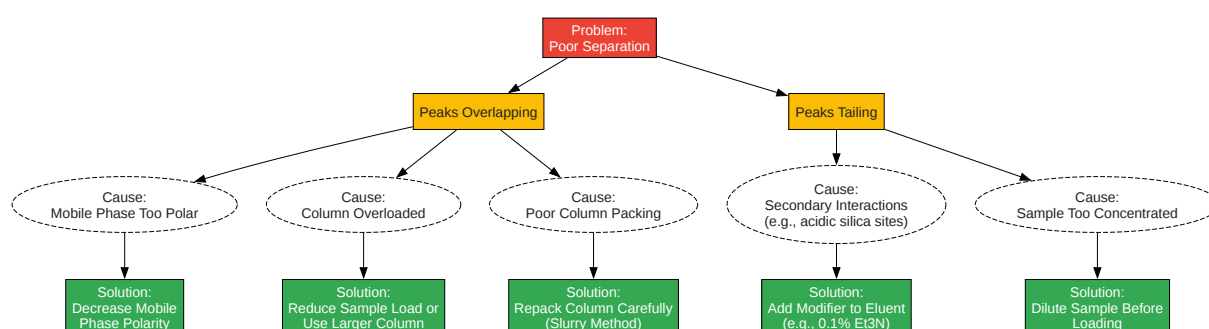 Problem:
Poor Separation
Peaks Overlapping
Peaks Tailing
Cause:
Mobile Phase Too Polar
Cause:
Column Overloaded
Cause:
Poor Column Packing
Cause:
Secondary Interactions
(e.g., acidic silica sites)
Cause:
Sample Too Concentrated
Solution:
Decrease Mobile
Phase Polarity
Solution:
Reduce Sample Load or
Use Larger Column
Solution:
Repack Column Carefully
(Slurry Method)
Solution:
Add Modifier to Eluent
(e.g., 0.1% Et3N)
Solution:
Dilute Sample Before
Loading